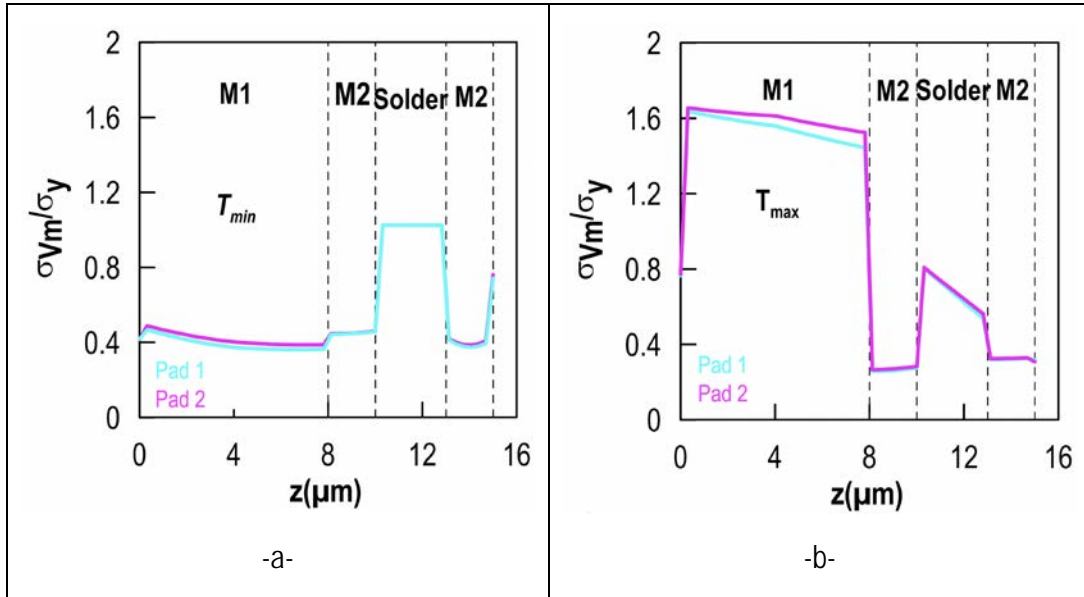 2
1.6
1.2
0.8
0.4
0
σVm/σy
M1
M2
Solder
M2
Tmin
Pad 1
Pad 2
0
4
8
12
16
z(µm)
-a-
2
1.6
1.2
0.8
0.4
0
σVm/σy
M1
M2
Solder
M2
Tmax
Pad 1
Pad 2
0
4
8
12
16
z(µm)
-b-